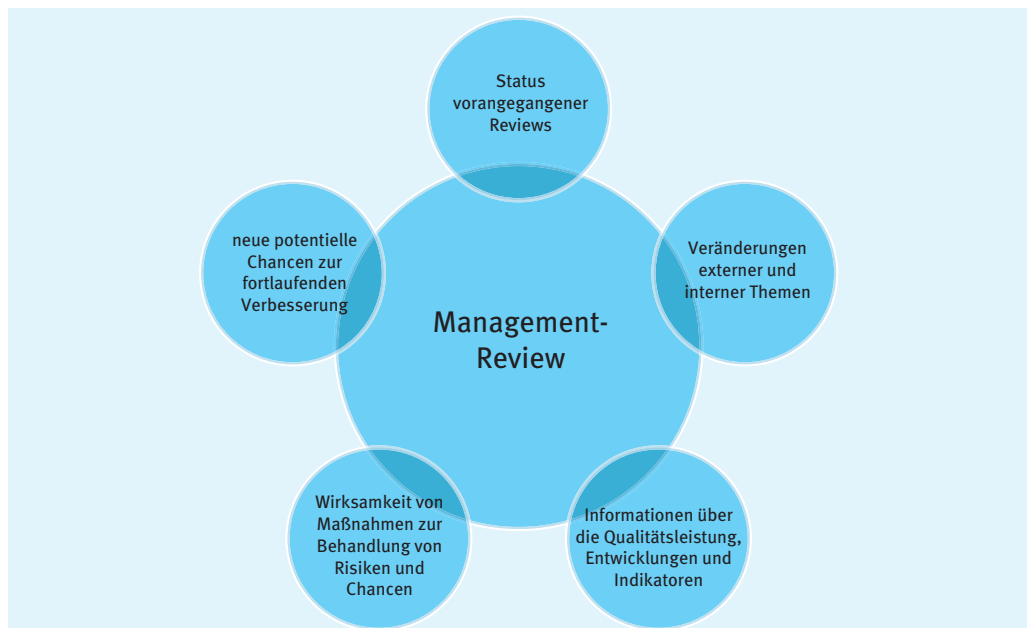 Status
vorangegangener
Reviews
neue potentielle
Chancen zur
fortlaufenden
Verbesserung
Veränderungen
externer und
interner Themen
Management-
Review
Wirksamkeit von
Maßnahmen zur
Behandlung von
Risiken und
Chancen
Informationen über
die Qualitätsleistung,
Entwicklungen und
Indikatoren